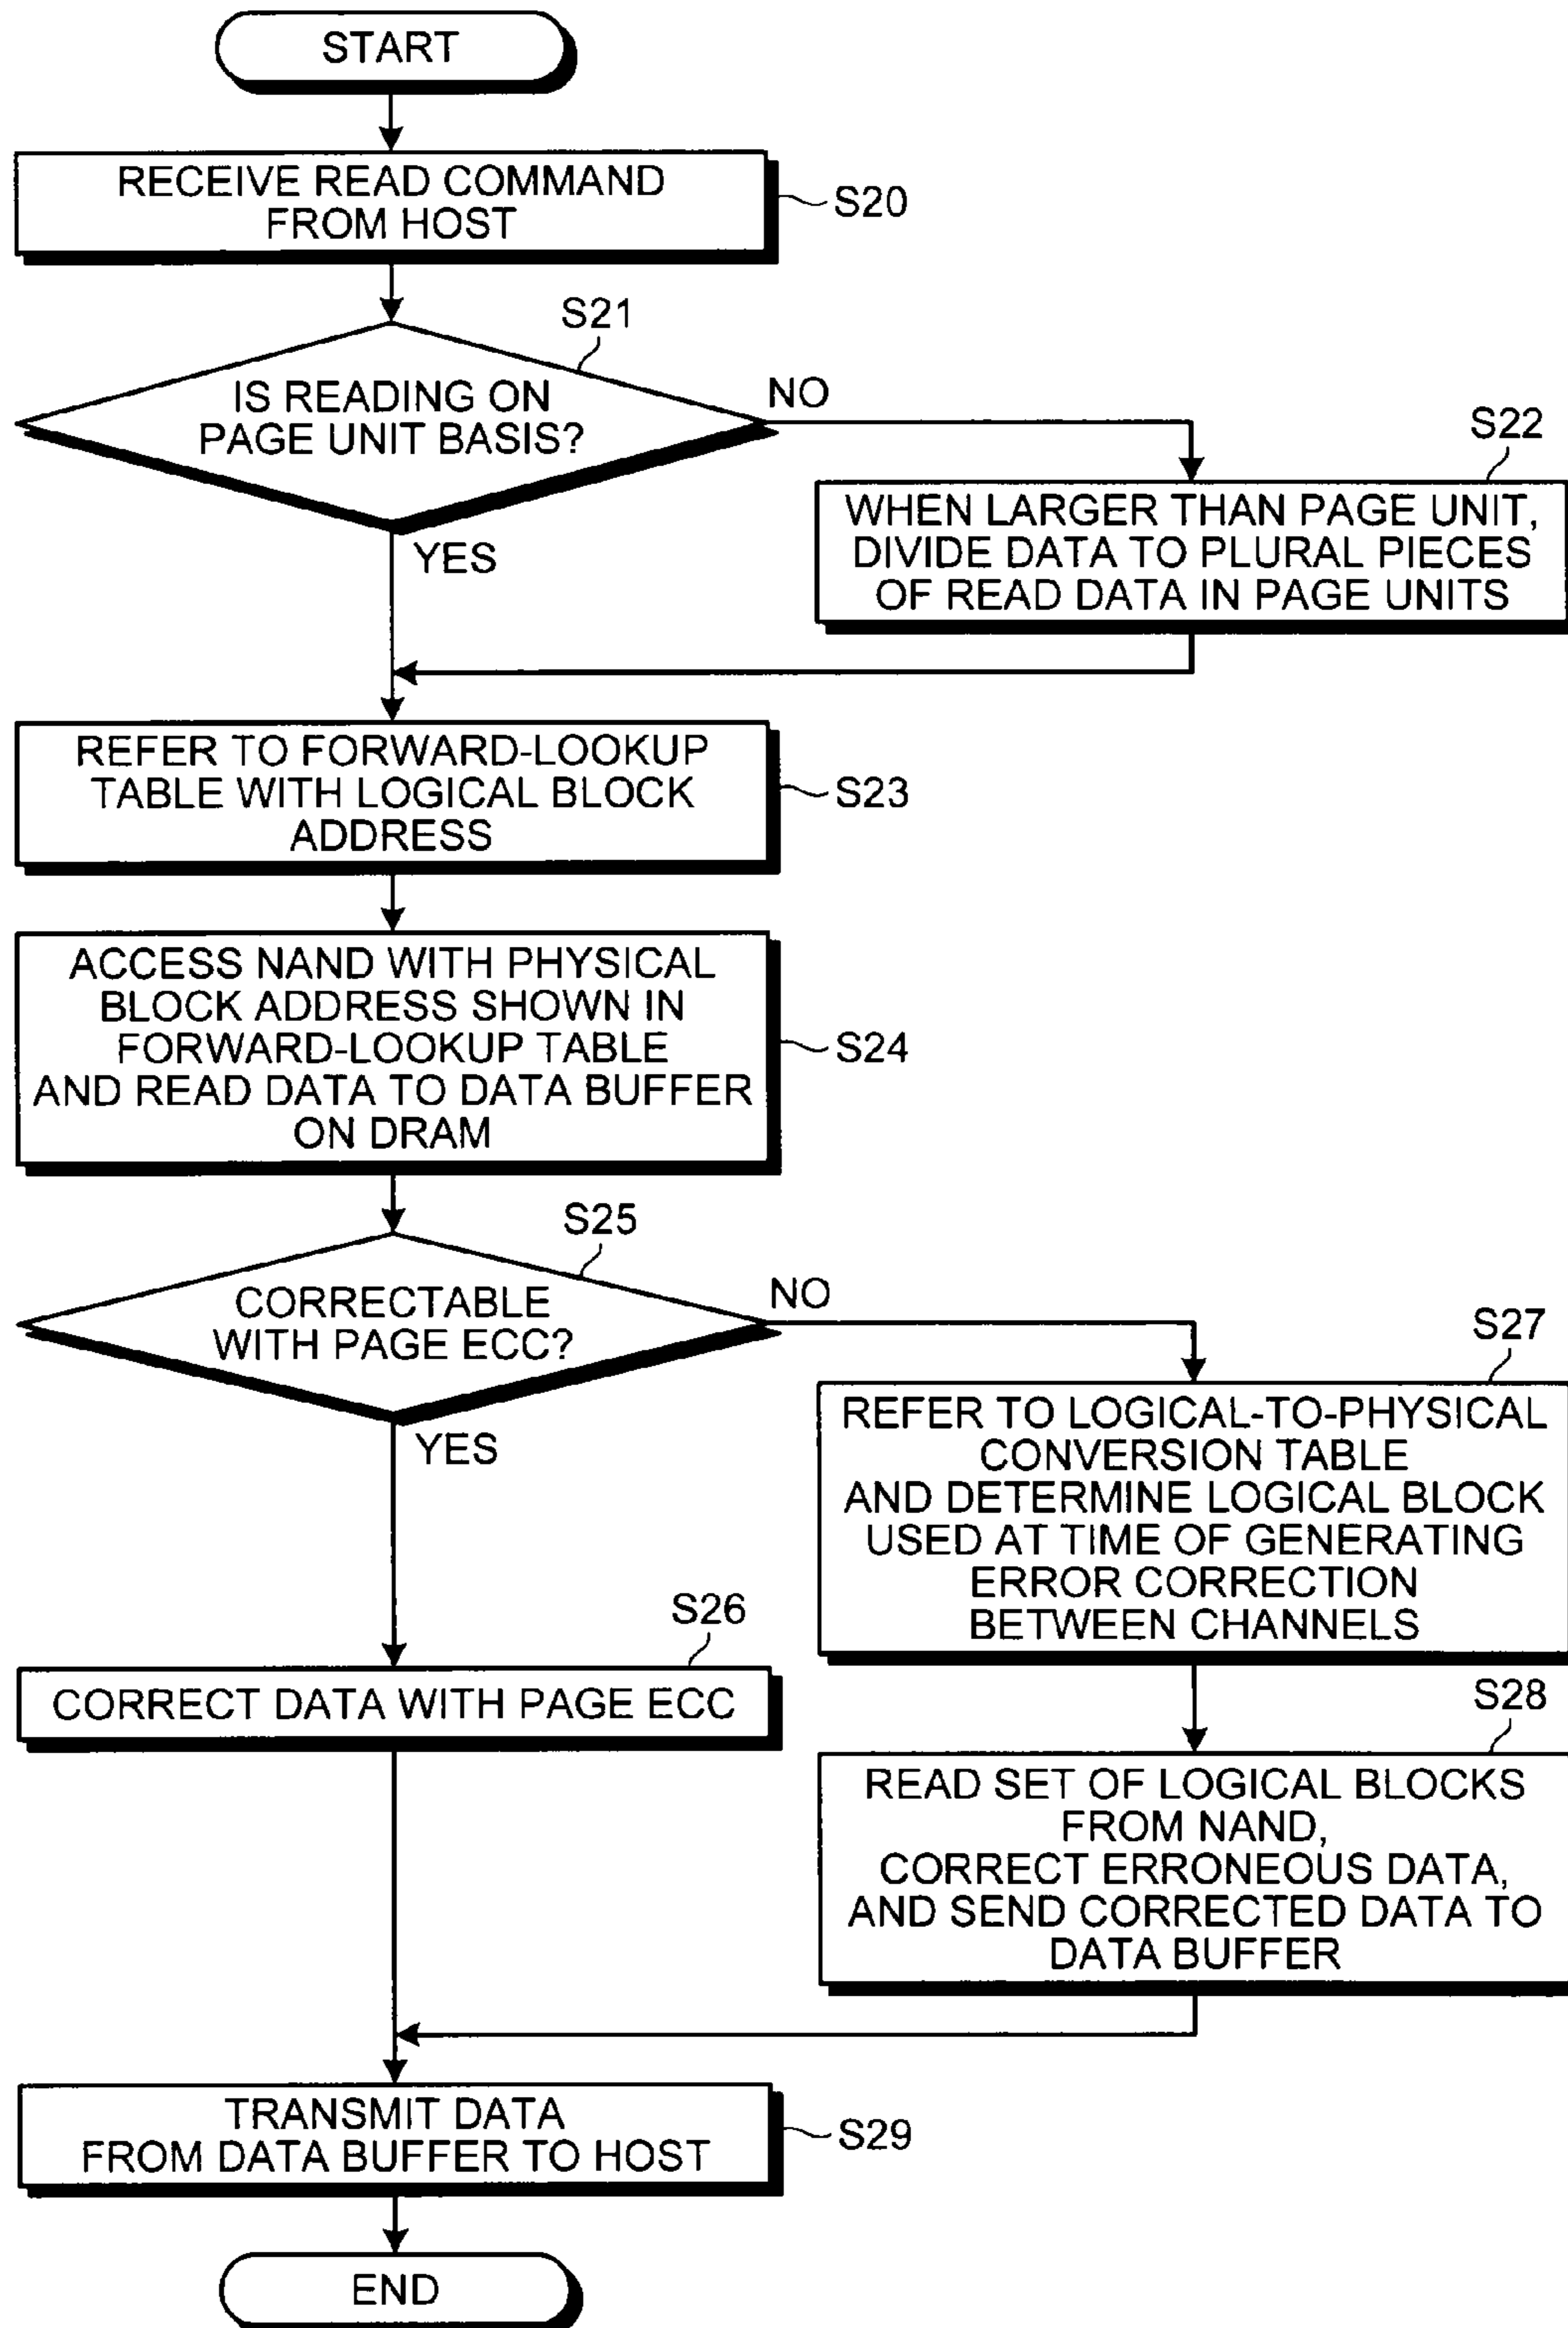 START
RECEIVE READ COMMAND
FROM HOST
S20
S21
IS READING ON
PAGE UNIT BASIS?
NO
YES
S22
WHEN LARGER THAN PAGE UNIT,
DIVIDE DATA TO PLURAL PIECES
OF READ DATA IN PAGE UNITS
REFER TO FORWARD-LOOKUP
TABLE WITH LOGICAL BLOCK
ADDRESS
S23
ACCESS NAND WITH PHYSICAL
BLOCK ADDRESS SHOWN IN
FORWARD-LOOKUP TABLE
AND READ DATA TO DATA BUFFER
ON DRAM
S24
S25
CORRECTABLE
WITH PAGE ECC?
NO
YES
S27
REFER TO LOGICAL-TO-PHYSICAL
CONVERSION TABLE
AND DETERMINE LOGICAL BLOCK
USED AT TIME OF GENERATING
ERROR CORRECTION
BETWEEN CHANNELS
S26
CORRECT DATA WITH PAGE ECC
S28
READ SET OF LOGICAL BLOCKS
FROM NAND,
CORRECT ERRONEOUS DATA,
AND SEND CORRECTED DATA TO
DATA BUFFER
TRANSMIT DATA
FROM DATA BUFFER TO HOST
S29
END